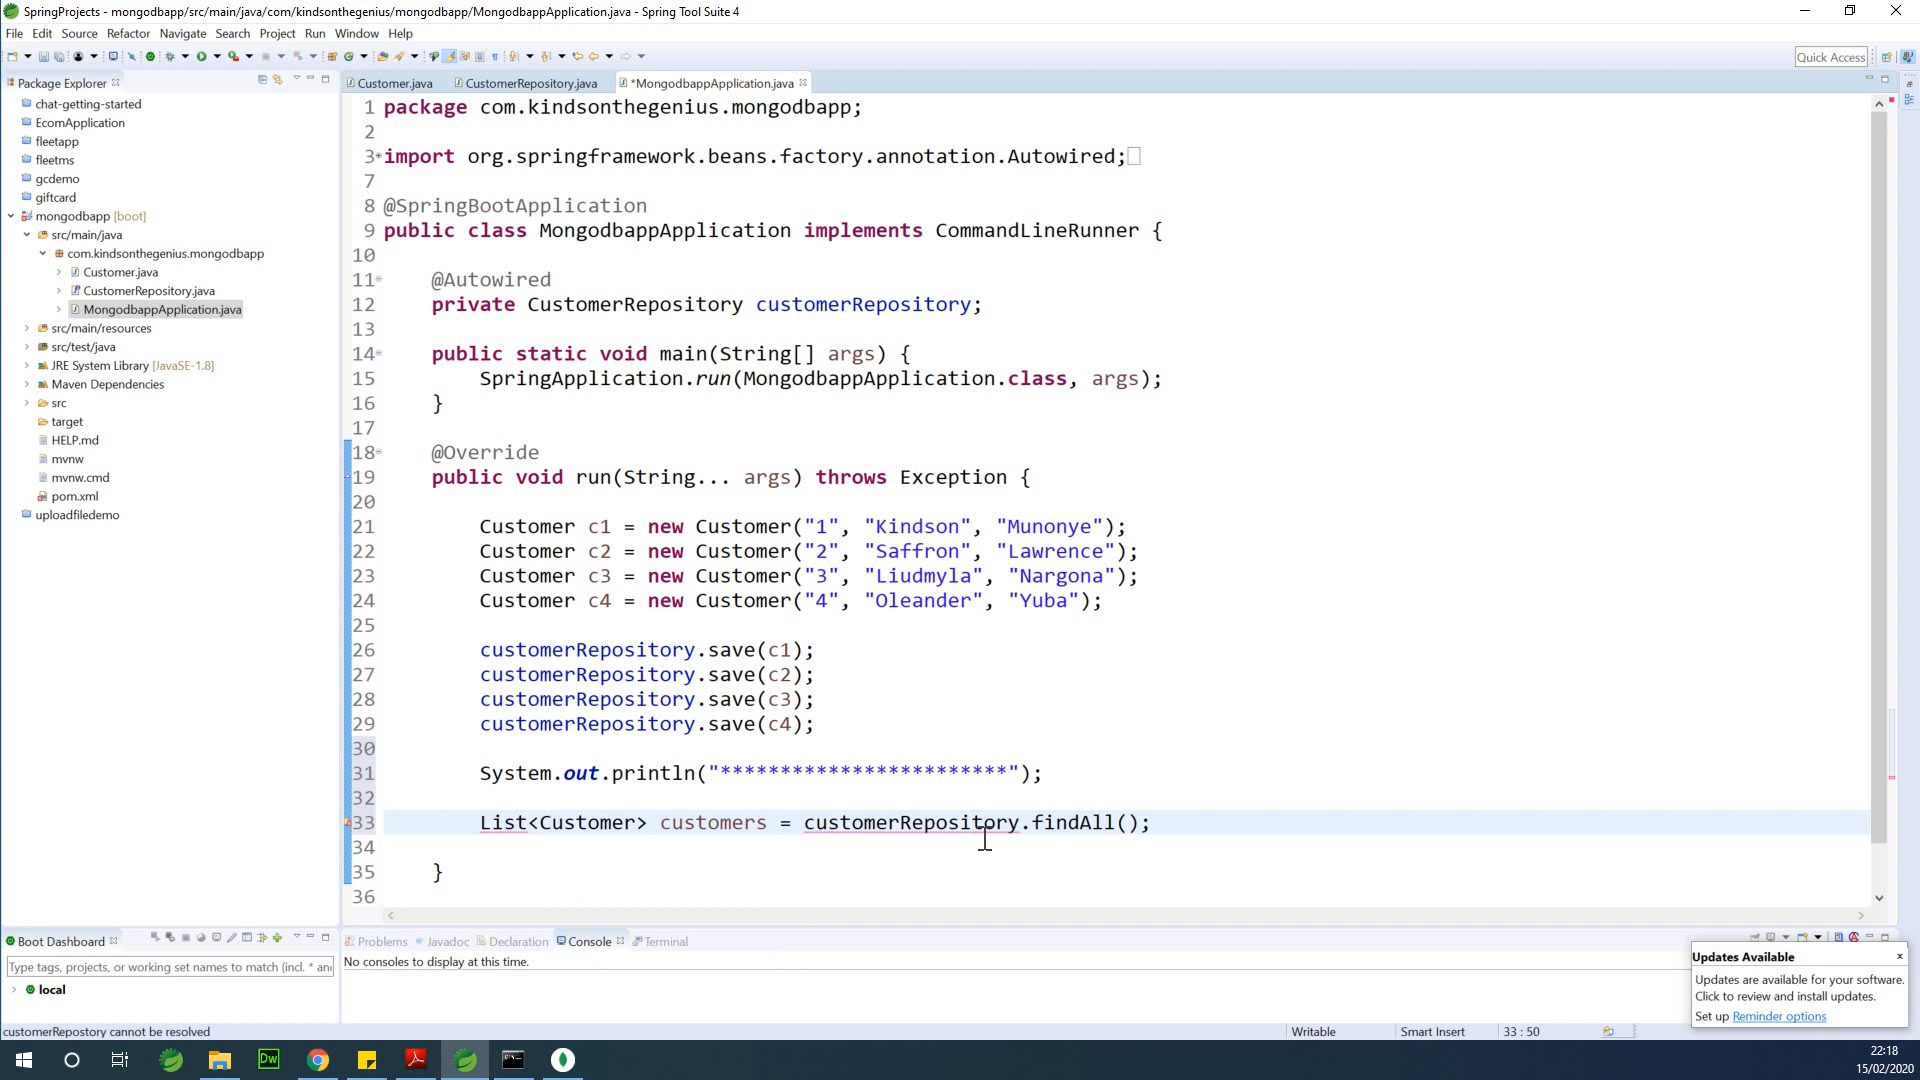 SpringProjects - mongodbapp/src/main/java/com/kindsonthegenius/mongodbapp/MongodbappApplication.java - Spring Tool Suite 4
File Edit Source Refactor Navigate Search Project Run Window Help
Quick Access
Package Explorer
chat-getting-started
EcomApplication
fleetapp
fleetms
gcdemo
giftcard
mongodbapp [boot]
src/main/java
com.kindsonthegenius.mongodbapp
Customer.java
CustomerRepository.java
MongodbappApplication.java
src/main/resources
src/test/java
JRE System Library [JavaSE-1.8]
Maven Dependencies
src
target
HELP.md
mvnw
mvnw.cmd
pom.xml
uploadfiledemo
Customer.java CustomerRepository.java *MongodbappApplication.java
1 package com.kindsonthegenius.mongodbapp;
2
3 import org.springframework.beans.factory.annotation.Autowired;
7
8 @SpringBootApplication
9 public class MongodbappApplication implements CommandLineRunner {
10
11 @Autowired
12 private CustomerRepository customerRepository;
13
14 public static void main(String[] args) {
15 SpringApplication.run(MongodbappApplication.class, args);
16 }
17
18 @Override
19 public void run(String... args) throws Exception {
20
21 Customer c1 = new Customer("1", "Kindson", "Munonye");
22 Customer c2 = new Customer("2", "Saffron", "Lawrence");
23 Customer c3 = new Customer("3", "Liudmyla", "Nargona");
24 Customer c4 = new Customer("4", "Oleander", "Yuba");
25
26 customerRepository.save(c1);
27 customerRepository.save(c2);
28 customerRepository.save(c3);
29 customerRepository.save(c4);
30
31 System.out.println("************************");
32
33 List<Customer> customers = customerRepository.findAll();
34
35 }
36
Boot Dashboard
Type tags, projects, or working set names to match (incl. * an
local
Problems Javadoc Declaration Console Terminal
No consoles to display at this time.
Updates Available
Updates are available for your software.
Click to review and install updates.
Set up Reminder options
customerRepostory cannot be resolved
Writable Smart Insert 33 : 50
Dw
22:18
15/02/2020